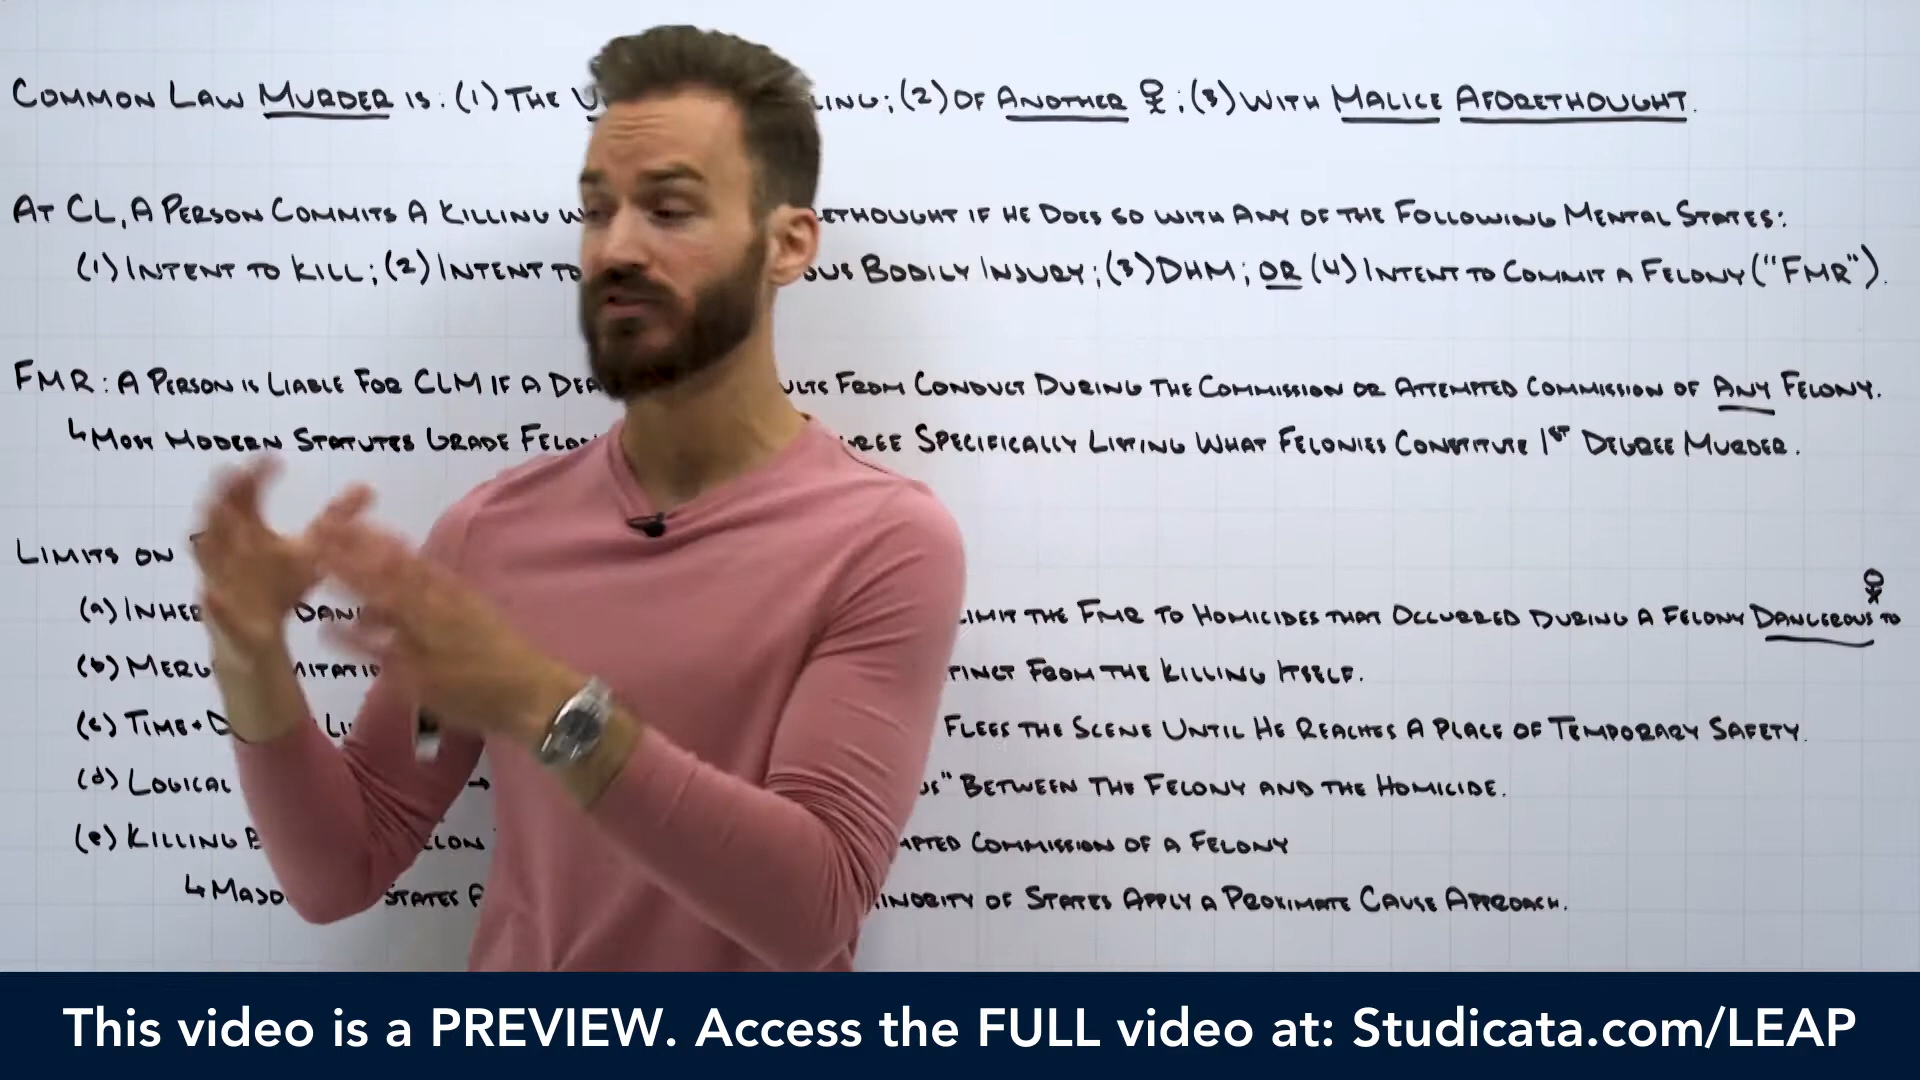 COMMON LAW MURDER IS: (1) THE LING; (2) OF ANOTHER ; (3) WITH MALICE AFORETHOUGHT.
AT CL, A PERSON COMMITS A KILLING W ETHOUGHT IF HE DOES SO WITH ANY OF THE FOLLOWING MENTAL STATES:
(1) INTENT TO KILL; (2) INTENT TO OUS BODILY INJURY; (3) DHM; OR (4) INTENT TO COMMIT A FELONY ("FMR").
FMR: A PERSON IS LIABLE FOR CLM IF A DEA ULTS FROM CONDUCT DURING THE COMMISSION OR ATTEMPTED COMMISSION OF ANY FELONY.
↳ MOST MODERN STATUTES GRADE FELO REE SPECIFICALLY LISTING WHAT FELONIES CONSTITUTE 1ST DEGREE MURDER.
LIMITS ON
(a) INHE DAN LIMIT THE FMR TO HOMICIDES THAT OCCURRED DURING A FELONY DANGEROUS TO
(b) MERG ITATIO TINCT FROM THE KILLING ITSELF.
(c) TIME + D LI FLEES THE SCENE UNTIL HE REACHES A PLACE OF TEMPORARY SAFETY.
(d) LOGICAL → US" BETWEEN THE FELONY AND THE HOMICIDE.
(e) KILLING B ELON MPTED COMMISSION OF A FELONY
↳ MAJO STATES A INORITY OF STATES APPLY A PROXIMATE CAUSE APPROACH.
This video is a PREVIEW. Access the FULL video at: Studicata.com/LEAP